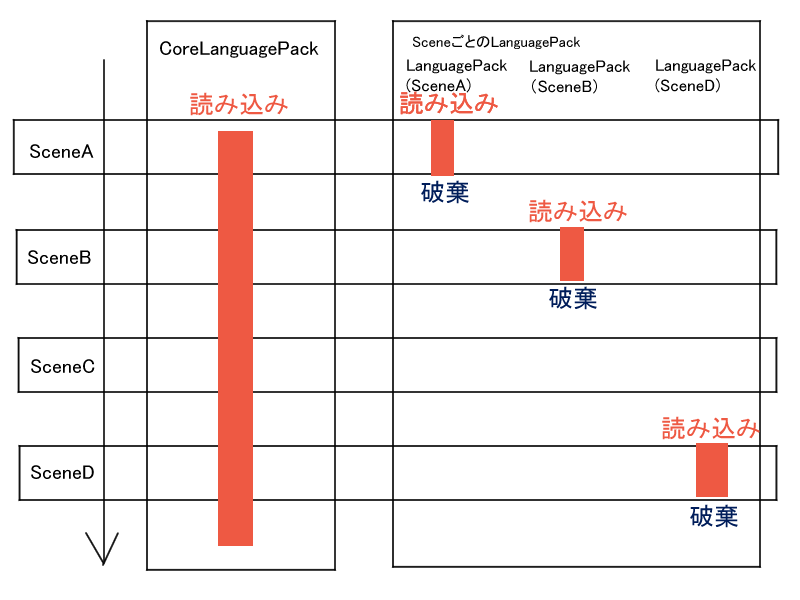 CoreLanguagePack
SceneごとのLanguagePack
LanguagePack
(SceneA)
LanguagePack
(SceneB)
LanguagePack
(SceneD)
読み込み
読み込み
SceneA
破棄
読み込み
SceneB
破棄
SceneC
読み込み
SceneD
破棄